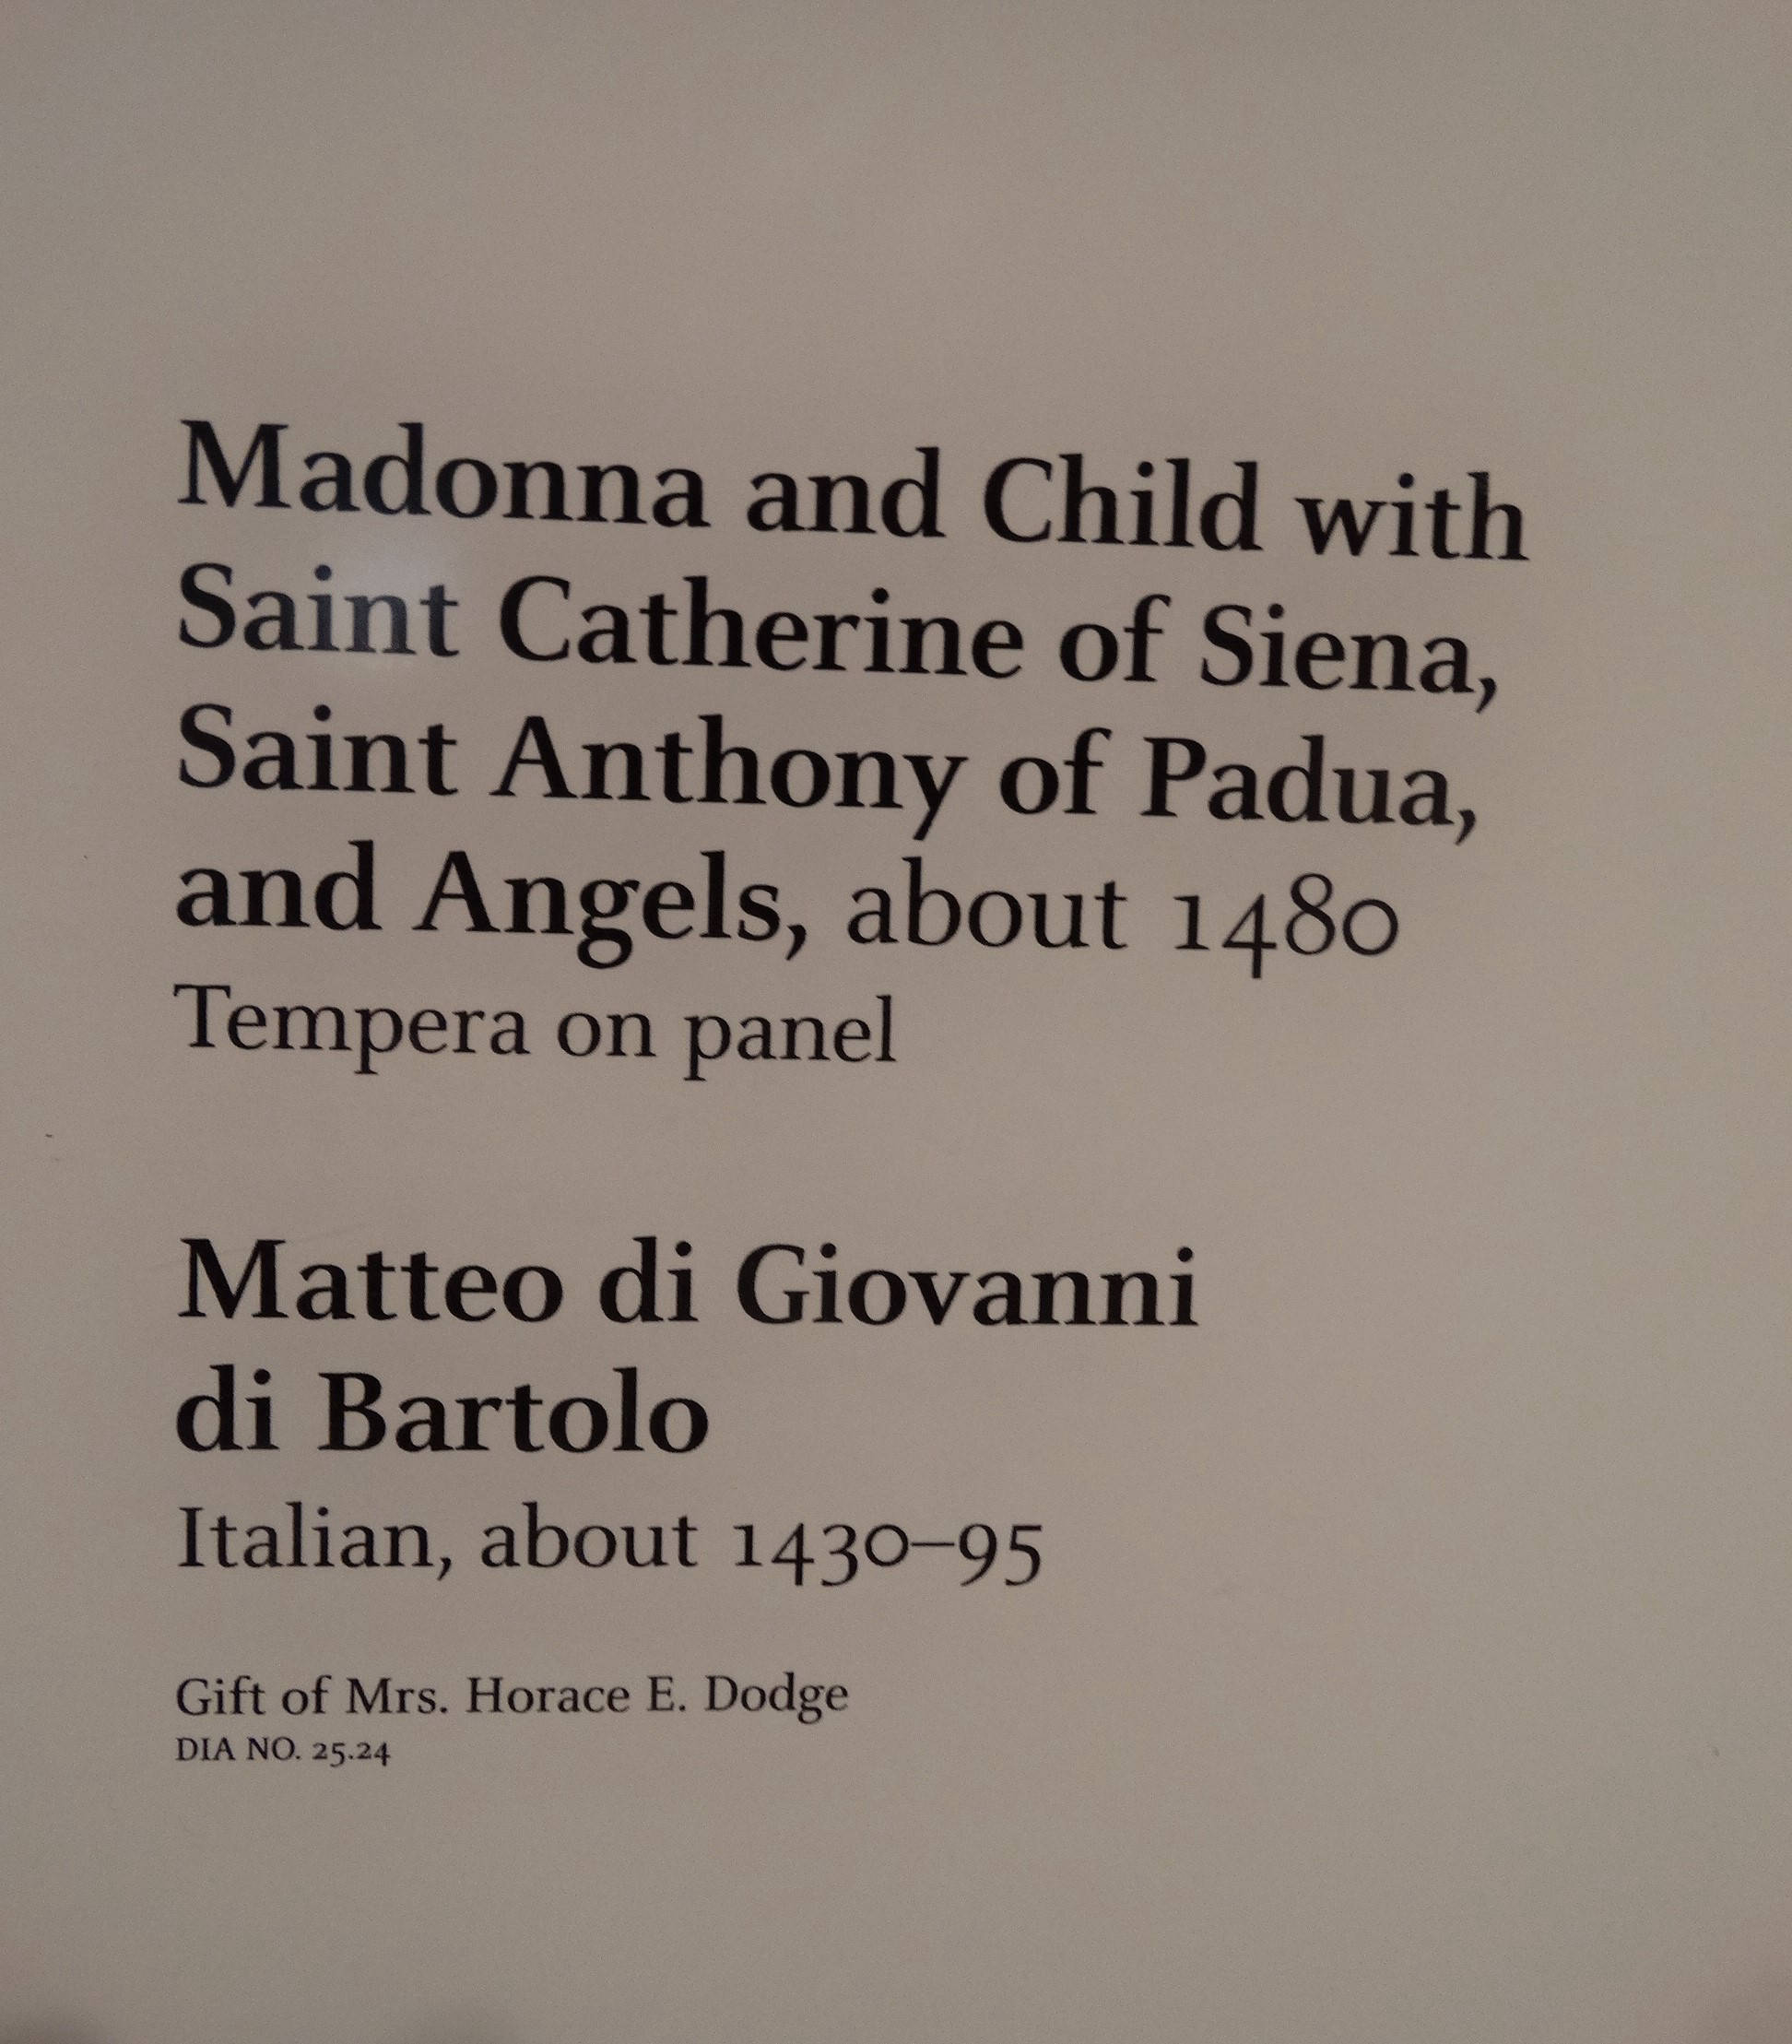 Madonna and Child with
Saint Catherine of Siena,
Saint Anthony of Padua,
and Angels, about 1480
Tempera on panel
Matteo di Giovanni
di Bartolo
Italian, about 1430–95
Gift of Mrs. Horace E. Dodge
DIA NO. 25.24